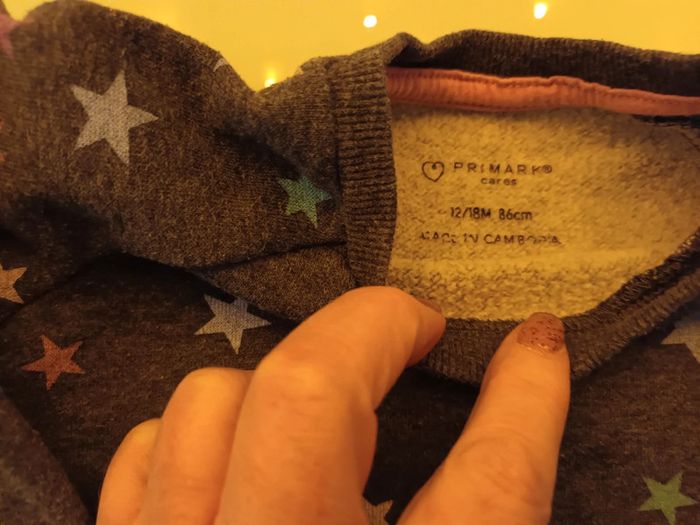 PRIMARK®
cares
12/18M 86cm
MADE IN CAMBODIA